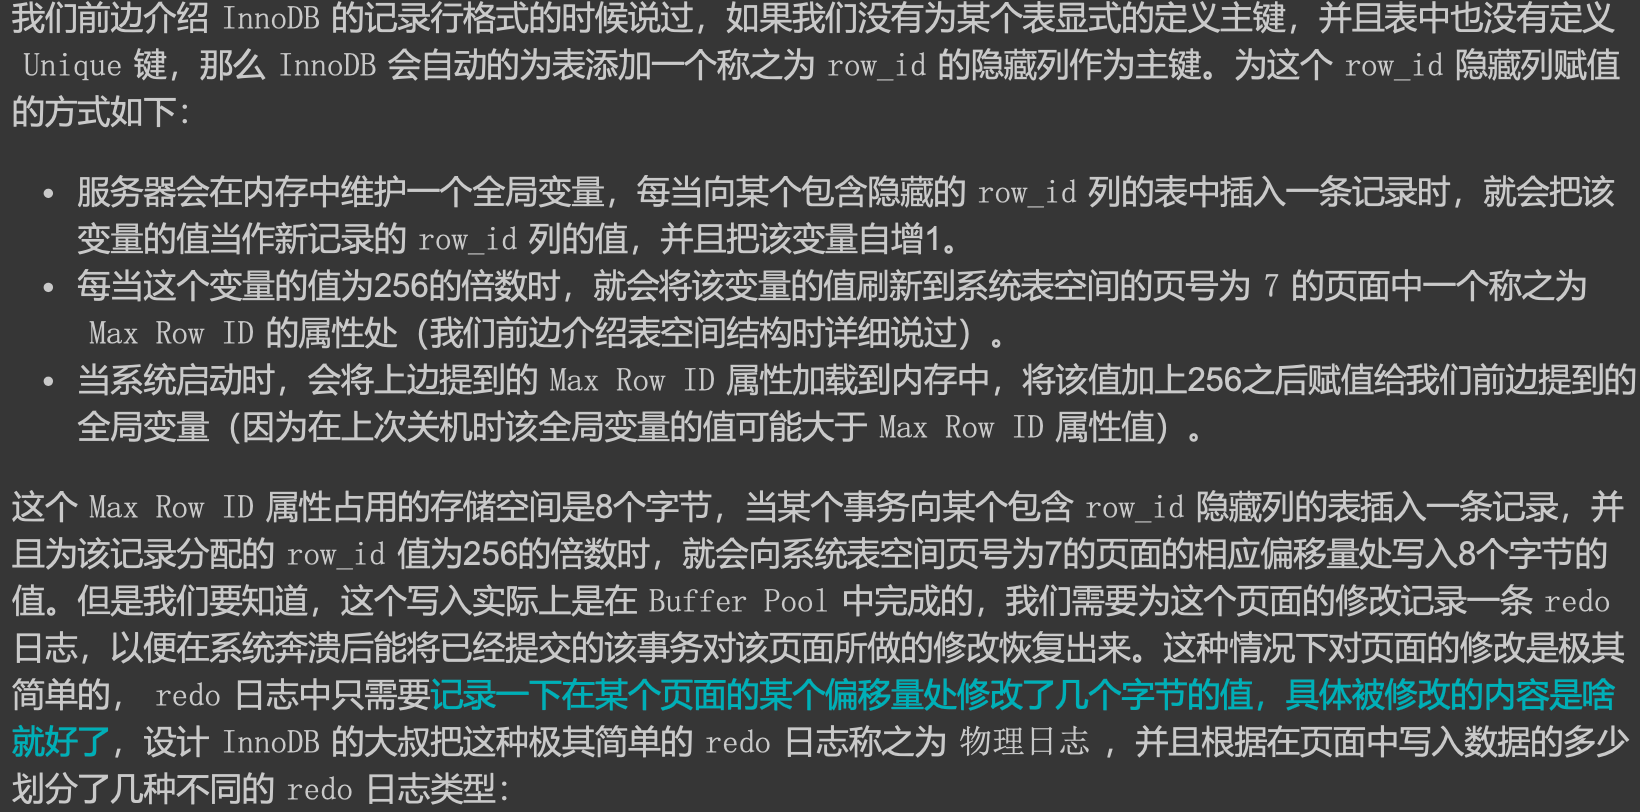 我们前边介绍 InnoDB 的记录行格式的时候说过，如果我们没有为某个表显式的定义主键，并且表中也没有定义
Unique 键，那么 InnoDB 会自动的为表添加一个称之为 row_id 的隐藏列作为主键。为这个 row_id 隐藏列赋值
的方式如下：
• 服务器会在内存中维护一个全局变量，每当向某个包含隐藏的 row_id 列的表中插入一条记录时，就会把该
变量的值当作新记录的 row_id 列的值，并且把该变量自增1。
• 每当这个变量的值为256的倍数时，就会将该变量的值刷新到系统表空间的页号为 7 的页面中一个称之为
Max Row ID 的属性处（我们前边介绍表空间结构时详细说过）。
• 当系统启动时，会将上边提到的 Max Row ID 属性加载到内存中，将该值加上256之后赋值给我们前边提到的
全局变量（因为在上次关机时该全局变量的值可能大于 Max Row ID 属性值）。
这个 Max Row ID 属性占用的存储空间是8个字节，当某个事务向某个包含 row_id 隐藏列的表插入一条记录，并
且为该记录分配的 row_id 值为256的倍数时，就会向系统表空间页号为7的页面的相应偏移量处写入8个字节的
值。但是我们要知道，这个写入实际上是在 Buffer Pool 中完成的，我们需要为这个页面的修改记录一条 redo
日志，以便在系统奔溃后能将已经提交的该事务对该页面所做的修改恢复出来。这种情况下对页面的修改是极其
简单的， redo 日志中只需要记录一下在某个页面的某个偏移量处修改了几个字节的值，具体被修改的内容是啥
就好了，设计 InnoDB 的大叔把这种极其简单的 redo 日志称之为 物理日志 ，并且根据在页面中写入数据的多少
划分了几种不同的 redo 日志类型：